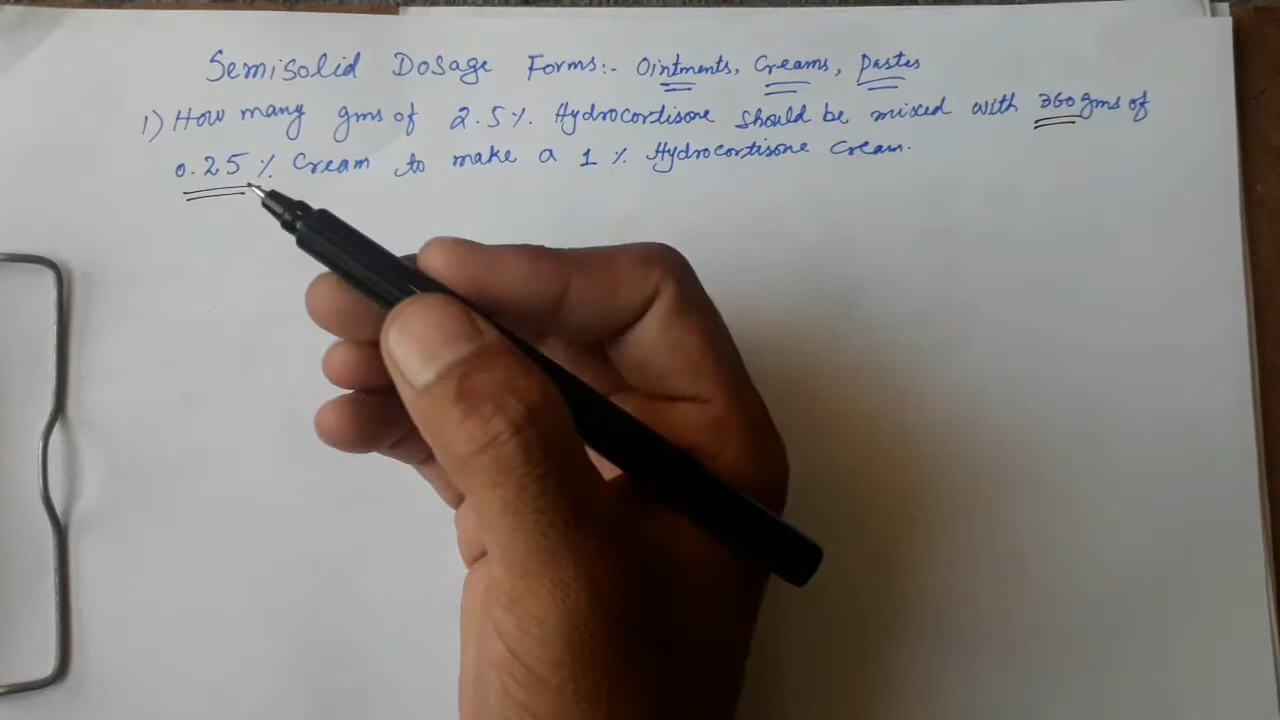 Semisolid Dosage Forms:- Ointments, Creams, Pastes
1) How many gms of 2.5% Hydrocortisone should be mixed with 360 gms of
0.25% Cream to make a 1% Hydrocortisone Cream.